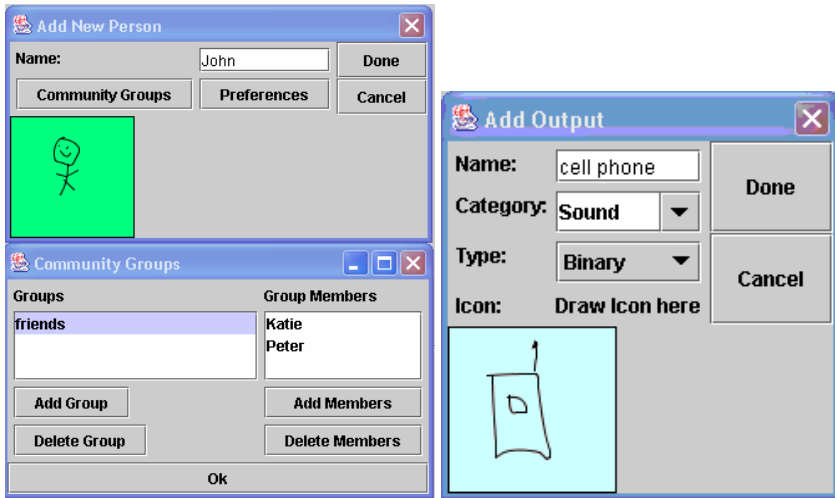 Add New Person
Name: John Done
Community Groups Preferences Cancel
Community Groups
Groups Group Members
friends Katie
Peter
Add Group Add Members
Delete Group Delete Members
Ok
Add Output
Name: cell phone
Done
Category: Sound
Type: Binary
Cancel
Icon: Draw Icon here